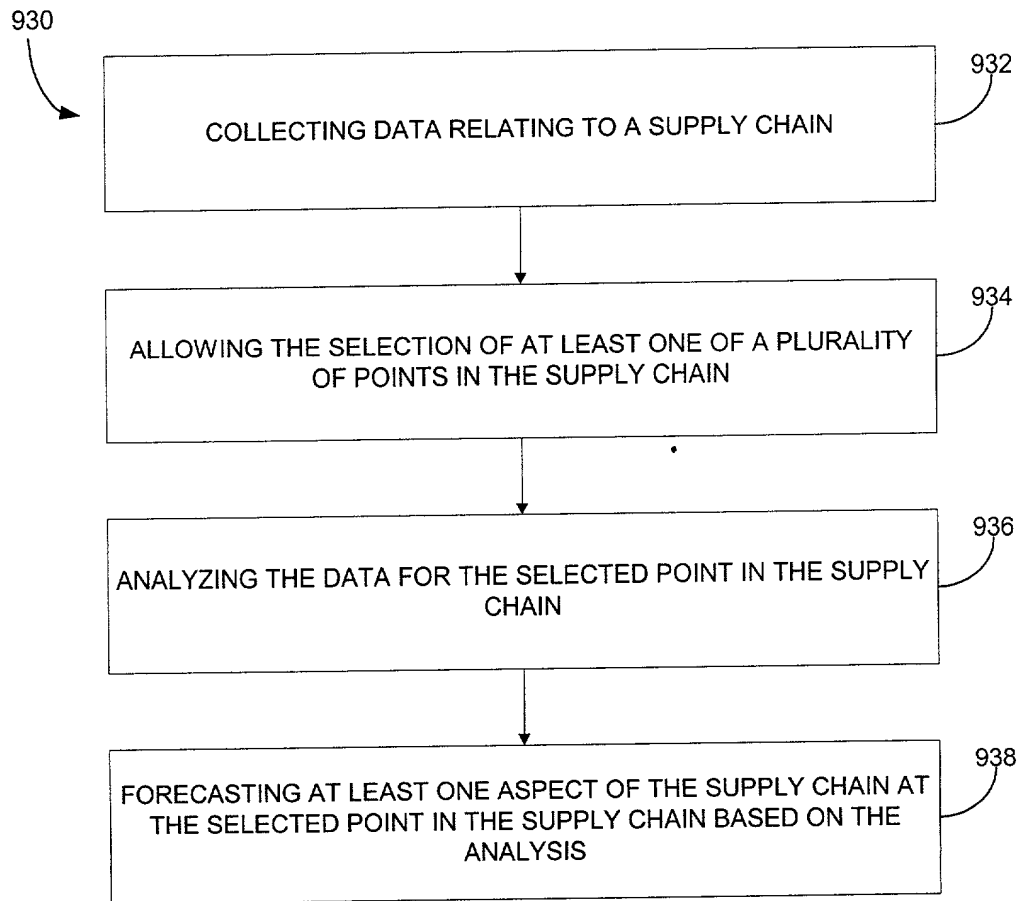 930
932
COLLECTING DATA RELATING TO A SUPPLY CHAIN
934
ALLOWING THE SELECTION OF AT LEAST ONE OF A PLURALITY
OF POINTS IN THE SUPPLY CHAIN
936
ANALYZING THE DATA FOR THE SELECTED POINT IN THE SUPPLY
CHAIN
938
FORECASTING AT LEAST ONE ASPECT OF THE SUPPLY CHAIN AT
THE SELECTED POINT IN THE SUPPLY CHAIN BASED ON THE
ANALYSIS